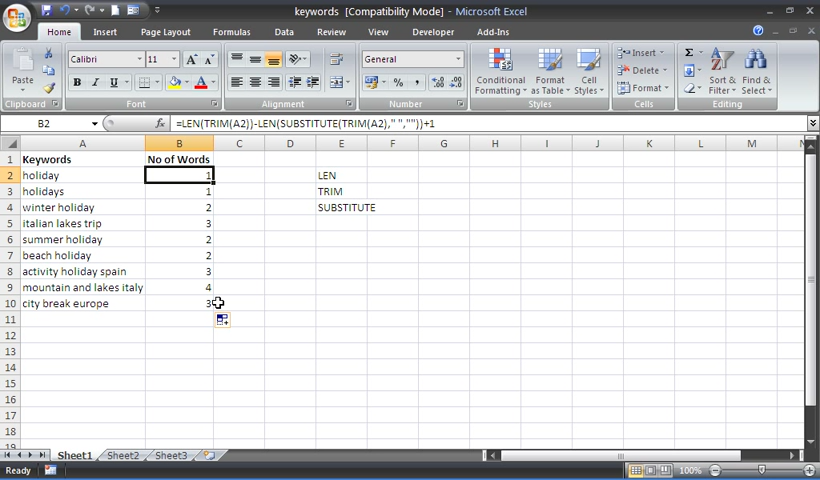 keywords [Compatibility Mode] - Microsoft Excel
Home Insert Page Layout Formulas Data Review View Developer Add-Ins
Paste
Calibri 11
B I U
General
% ,
Conditional Formatting
Format as Table
Cell Styles
Insert
Delete
Format
Σ
Sort & Filter
Find & Select
Clipboard Font Alignment Number Styles Cells Editing
B2 fx =LEN(TRIM(A2))-LEN(SUBSTITUTE(TRIM(A2)," ",""))+1
A B C D E F G H I J K L M N
1 Keywords No of Words
2 holiday 1 LEN
3 holidays 1 TRIM
4 winter holiday 2 SUBSTITUTE
5 italian lakes trip 3
6 summer holiday 2
7 beach holiday 2
8 activity holiday spain 3
9 mountain and lakes italy 4
10 city break europe 3
11
12
13
14
15
16
17
18
19
Sheet1 Sheet2 Sheet3
Ready 100%